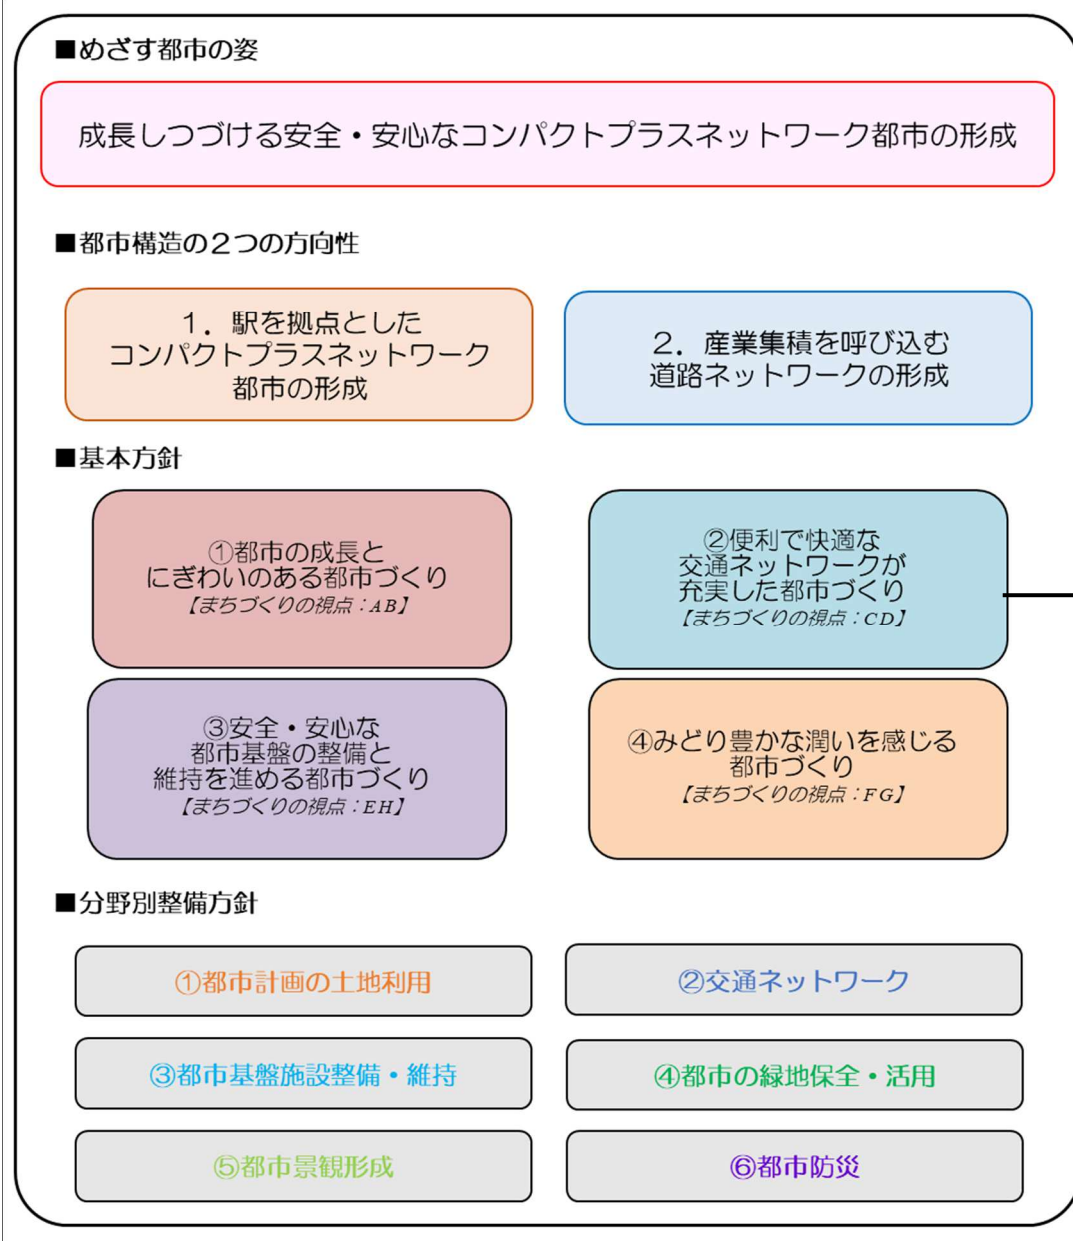 ■めざす都市の姿
成長しつづける安全・安心なコンパクトプラスネットワーク都市の形成
■都市構造の２つの方向性
１．駅を拠点とした
コンパクトプラスネットワーク
都市の形成
２．産業集積を呼び込む
道路ネットワークの形成
■基本方針
①都市の成長と
にぎわいのある都市づくり
【まちづくりの視点：AB】
②便利で快適な
交通ネットワークが
充実した都市づくり
【まちづくりの視点：CD】
③安全・安心な
都市基盤の整備と
維持を進める都市づくり
【まちづくりの視点：EH】
④みどり豊かな潤いを感じる
都市づくり
【まちづくりの視点：FG】
■分野別整備方針
①都市計画の土地利用
②交通ネットワーク
③都市基盤施設整備・維持
④都市の緑地保全・活用
⑤都市景観形成
⑥都市防災